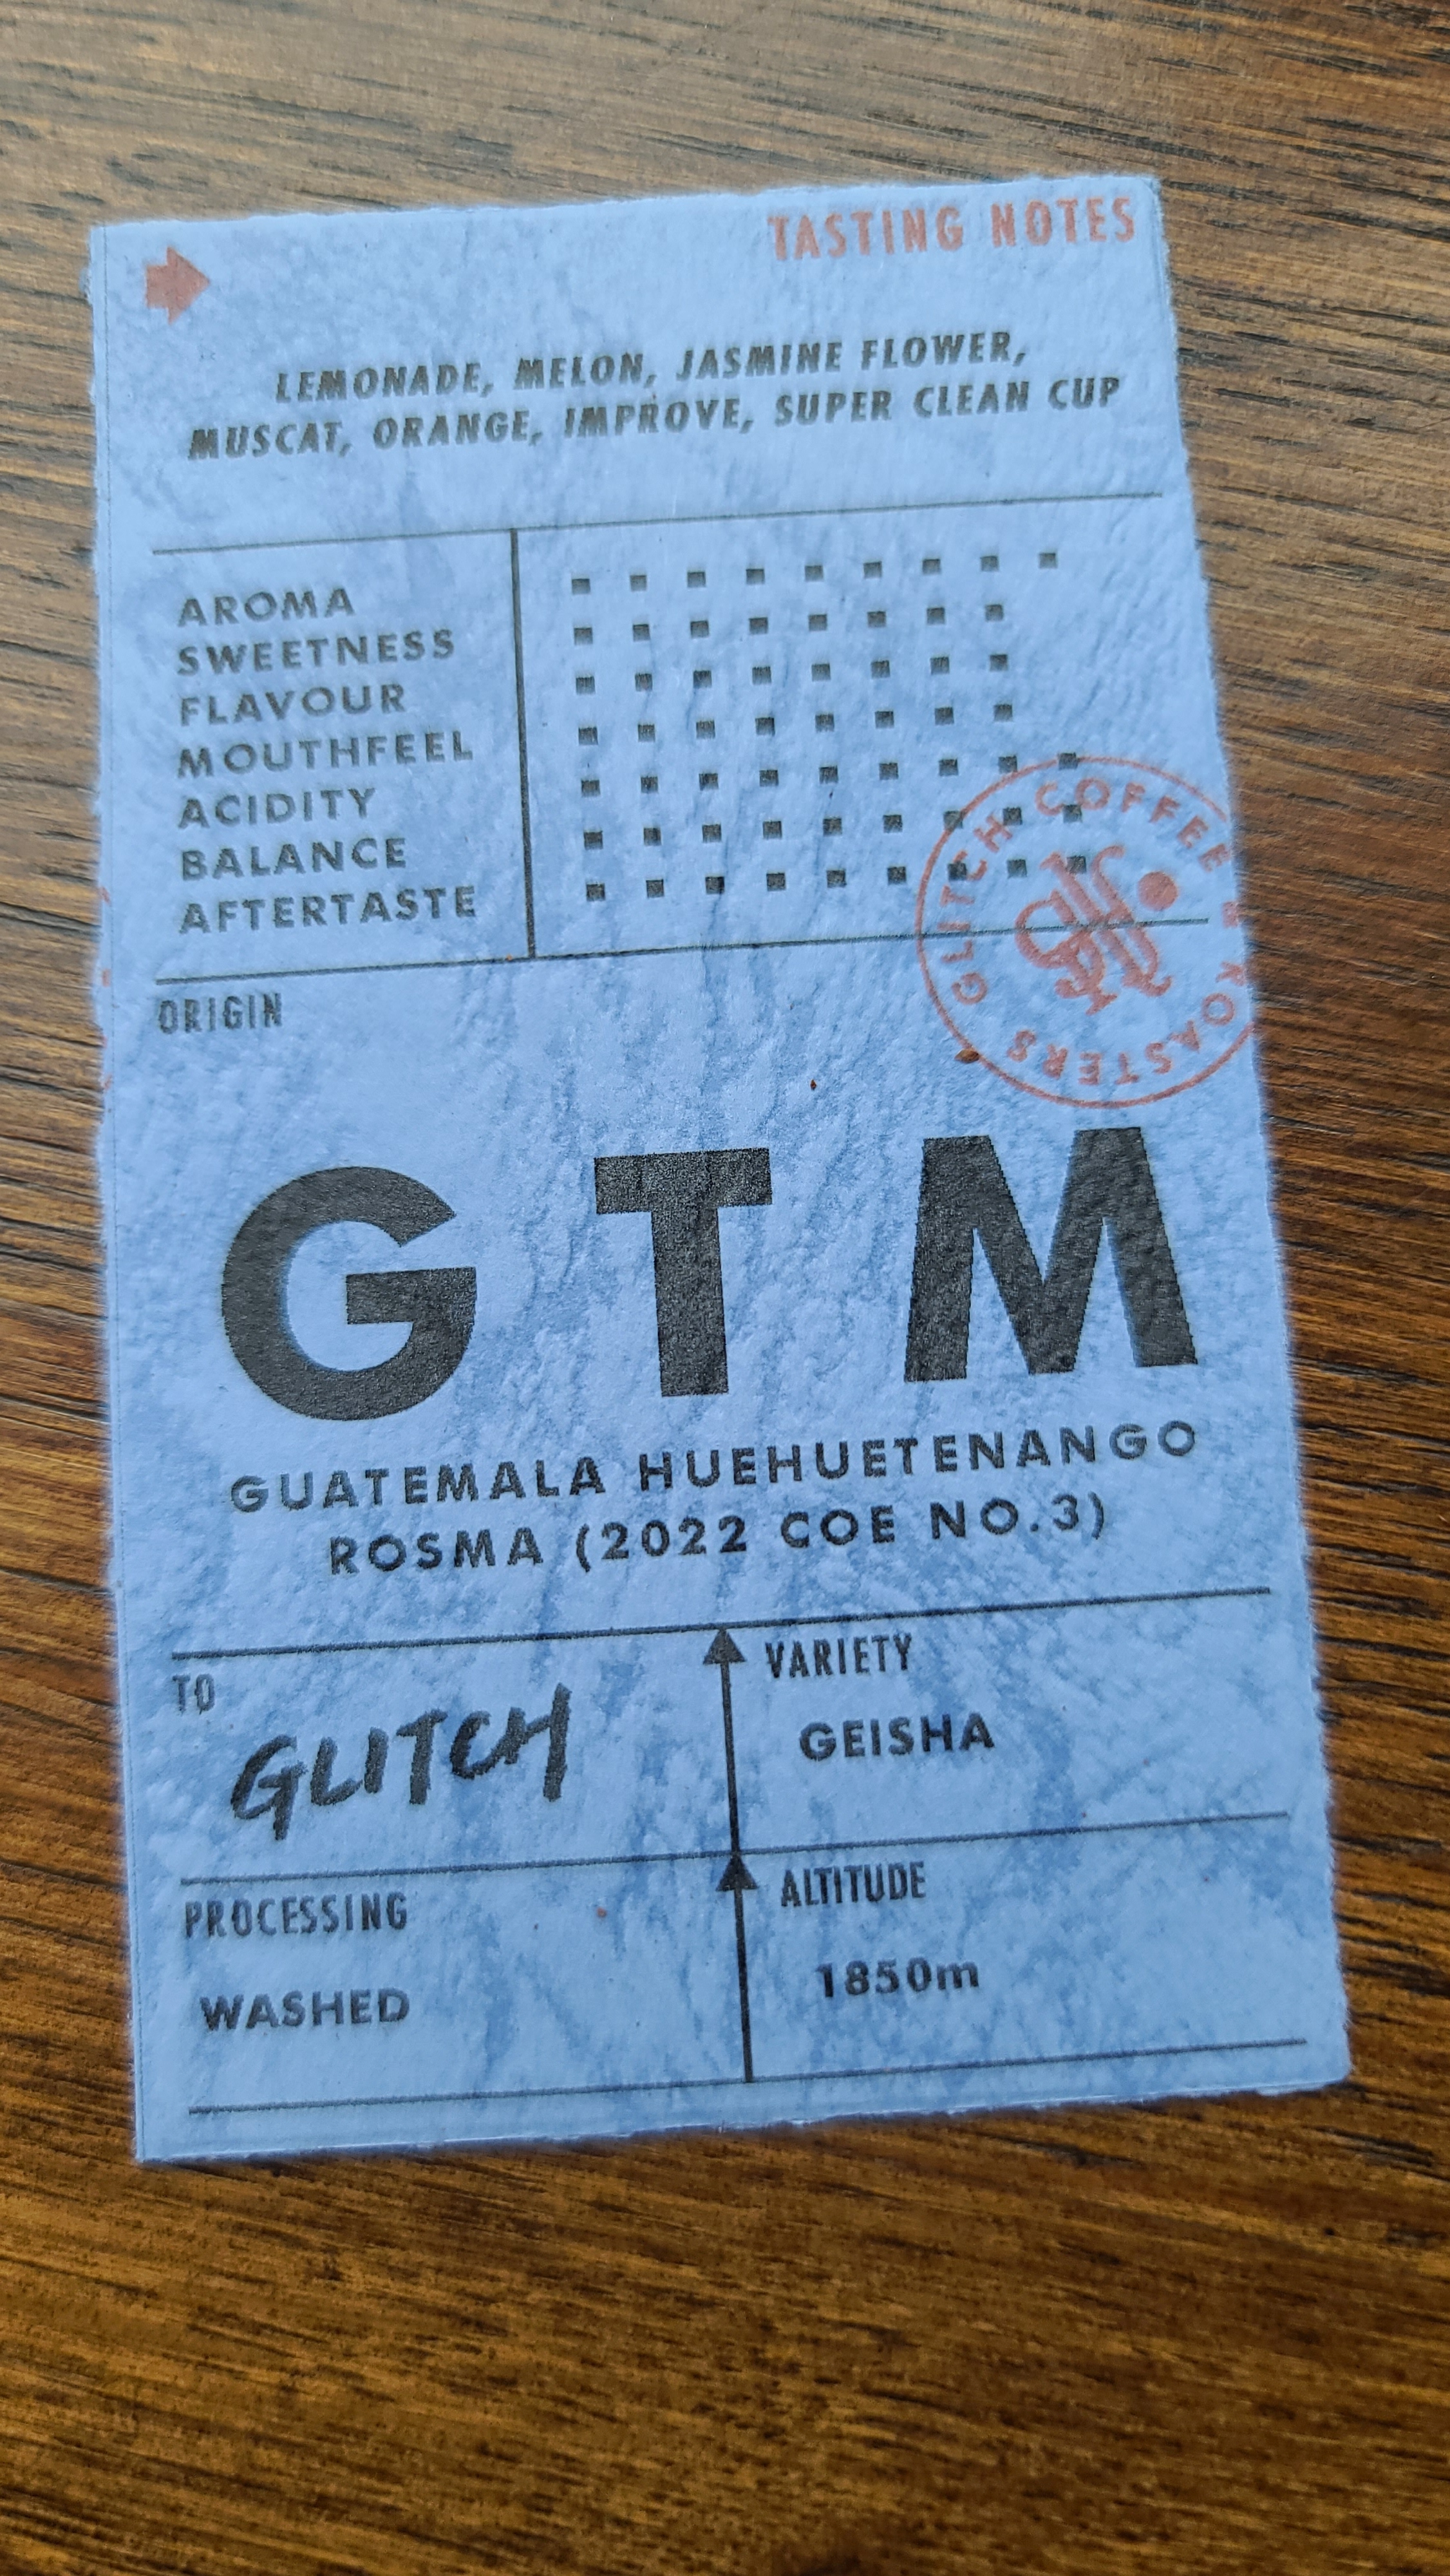 TASTING NOTES
LEMONADE, MELON, JASMINE FLOWER,
MUSCAT, ORANGE, IMPROVE, SUPER CLEAN CUP
AROMA
SWEETNESS
FLAVOUR
MOUTHFEEL
ACIDITY
BALANCE
AFTERTASTE
GLITCH COFFEE & ROASTERS
ORIGIN
GTM
GUATEMALA HUEHUETENANGO
ROSMA (2022 COE NO.3)
TO
GLITCH
VARIETY
GEISHA
PROCESSING
WASHED
ALTITUDE
1850m